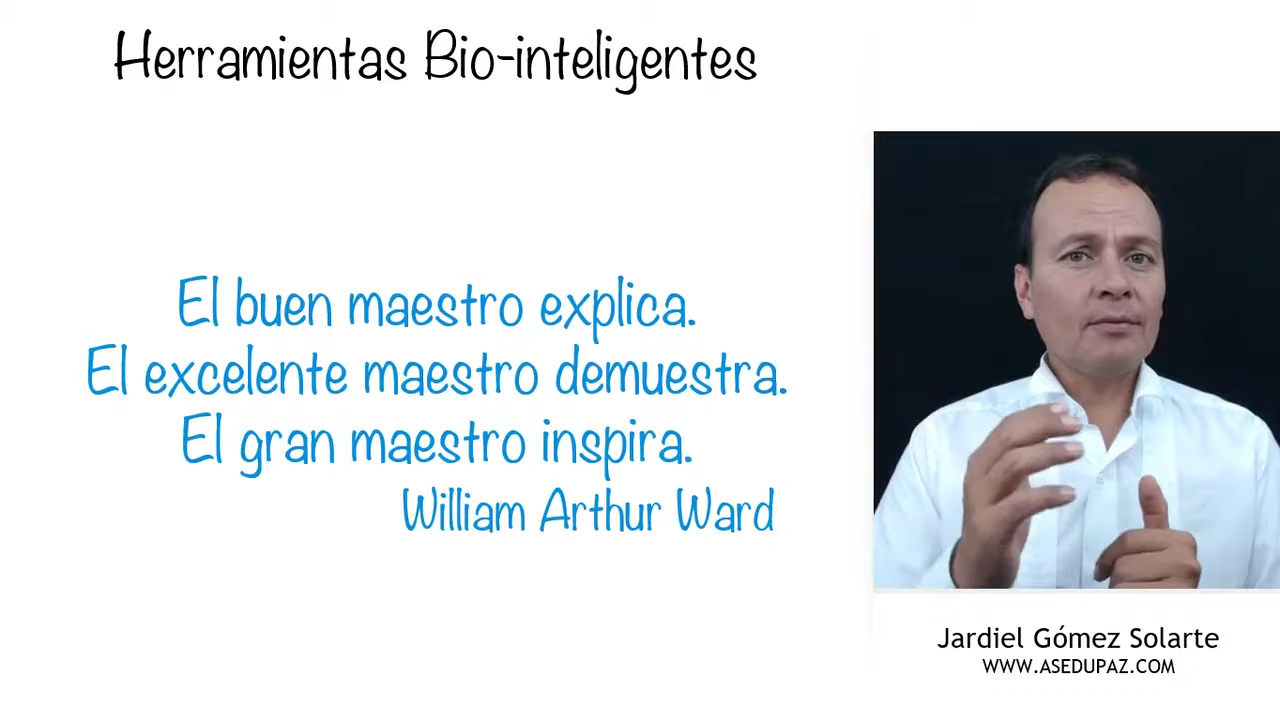 Herramientas Bio-inteligentes
El buen maestro explica.
El excelente maestro demuestra.
El gran maestro inspira.
William Arthur Ward
Jardiel Gómez Solarte
WWW.ASEDUPAZ.COM